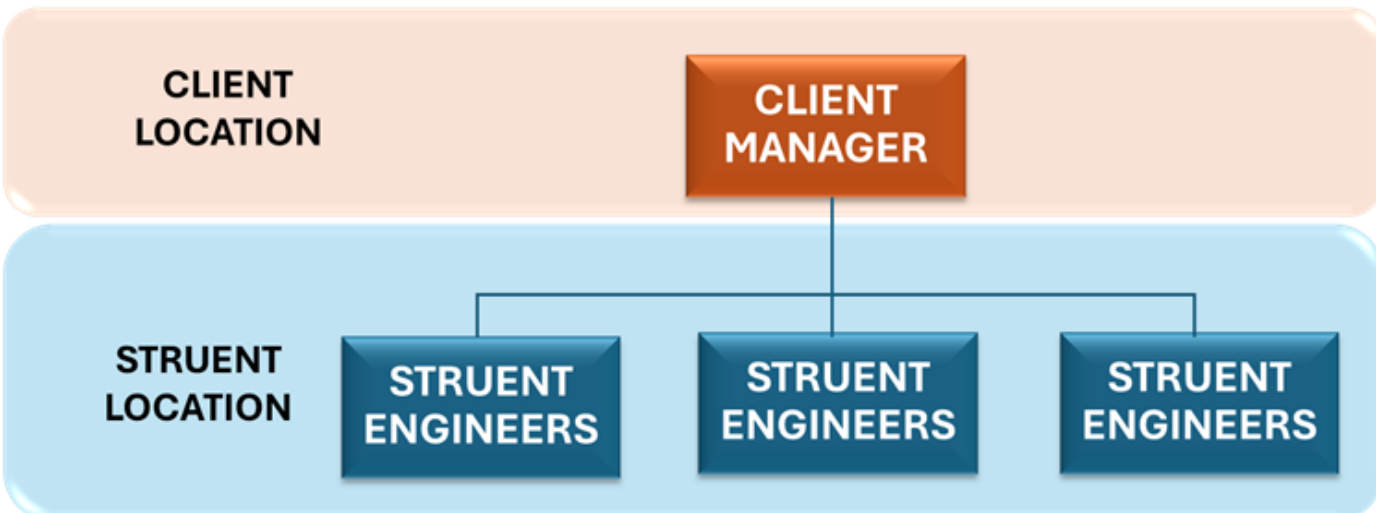 CLIENT
LOCATION
CLIENT
MANAGER
STRUENT
LOCATION
STRUENT
ENGINEERS
STRUENT
ENGINEERS
STRUENT
ENGINEERS